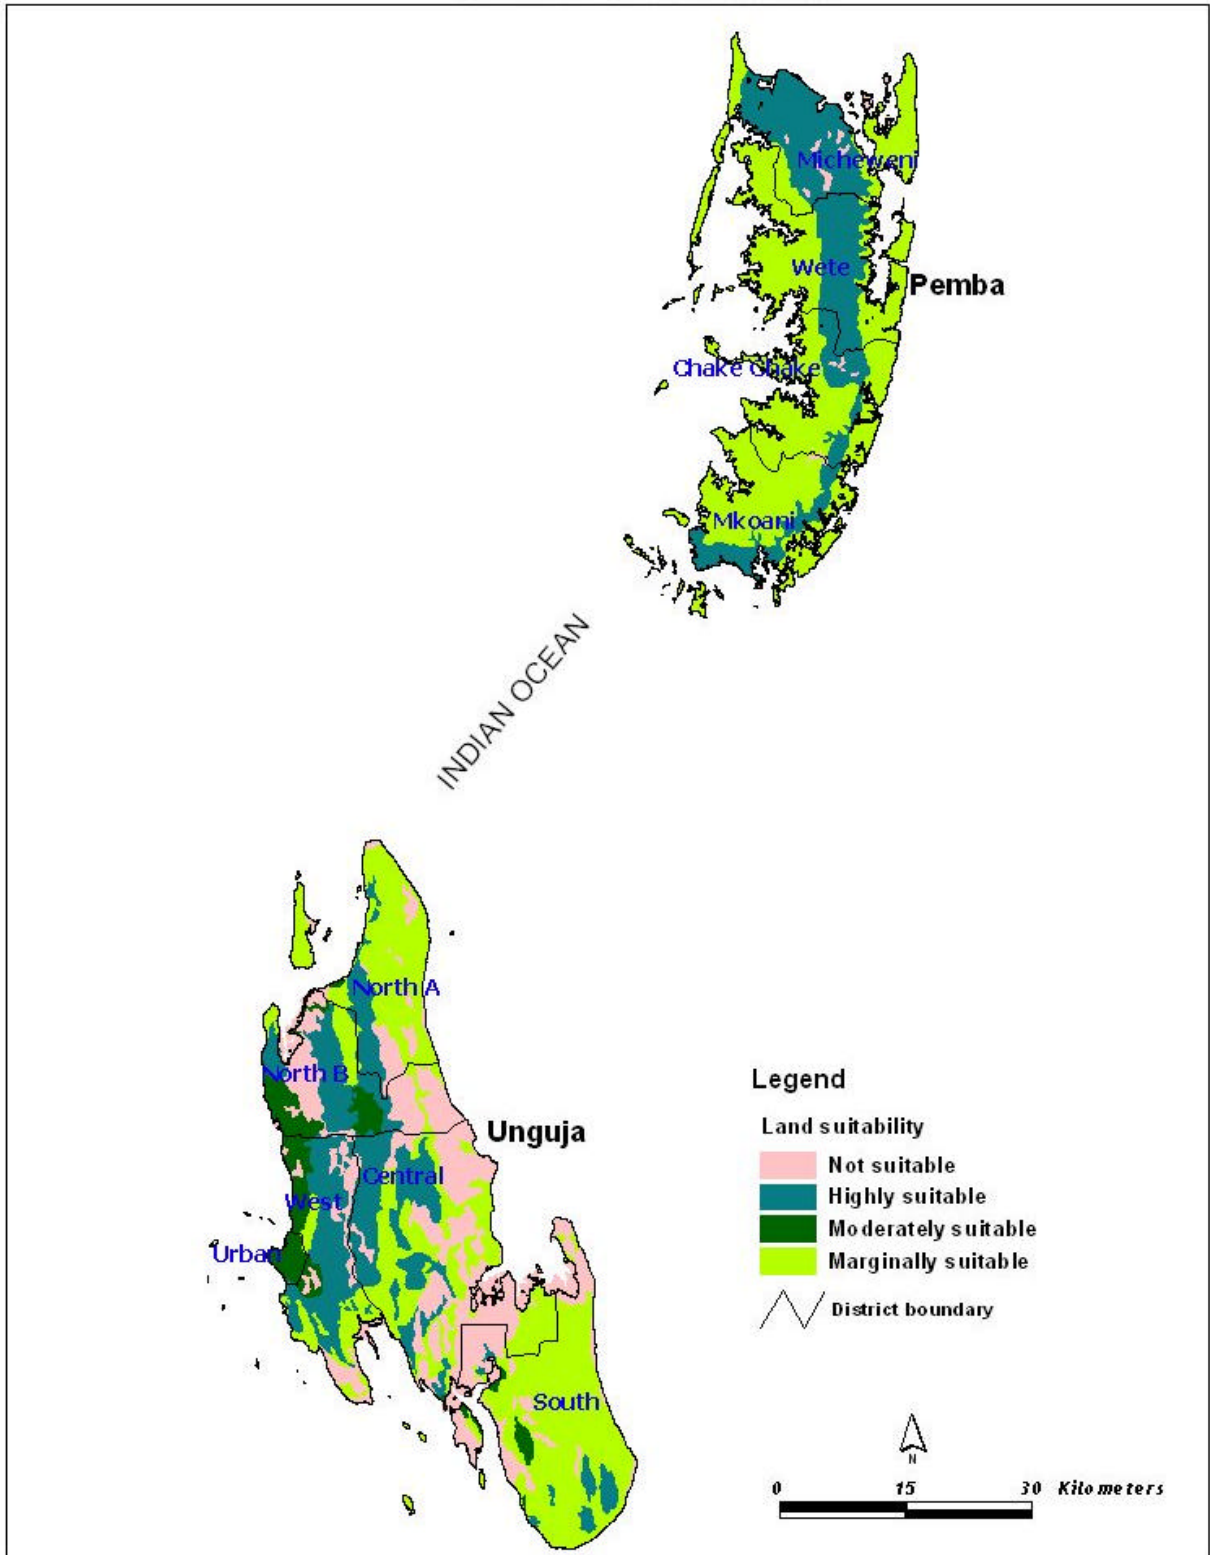 Micheweni
Wete
Pemba
Chake Chake
Mkoani
INDIAN OCEAN
North A
North B
Unguja
Central
West
Urban
South
Legend
Land suitability
Not suitable
Highly suitable
Moderately suitable
Marginally suitable
District boundary
N
0 15 30 Kilometers